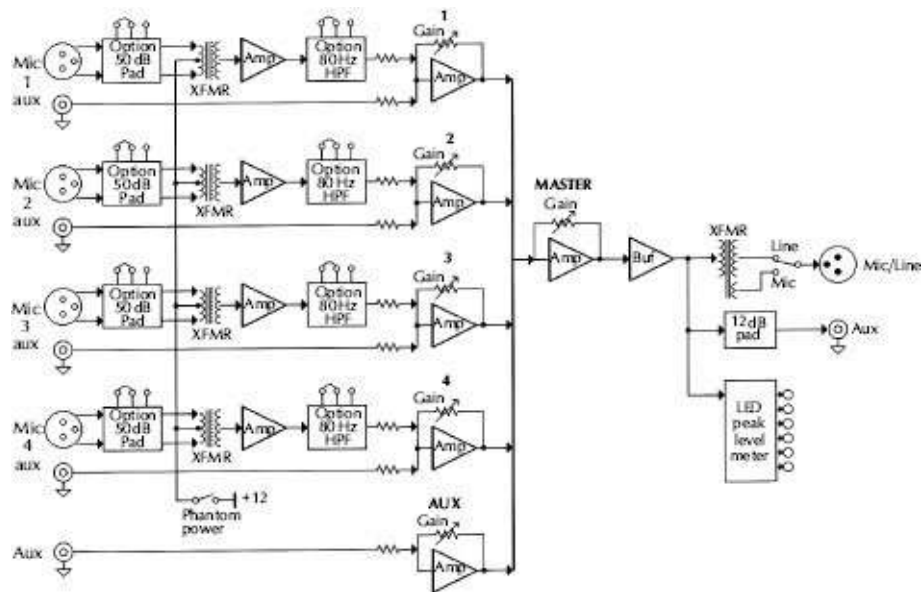 1
Gain
Mic
1
aux
Option
50 dB
Pad
XFMR
Amp
Option
80 Hz
HPF
Amp
2
Gain
Mic
2
aux
Option
50dB
Pad
XFMR
Amp
Option
80 Hz
HPF
Amp
MASTER
Gain
Amp
Buf
XFMR
Line
Mic
Mic/Line
3
Gain
Mic
3
aux
Option
50 dB
Pad
XFMR
Amp
Option
80 Hz
HPF
Amp
12dB
pad
Aux
4
Gain
Mic
4
aux
Option
50dB
Pad
XFMR
Amp
Option
80 Hz
HPF
Amp
LED
peak
level
meter
+12
Phantom
power
AUX
Gain
Aux
Amp